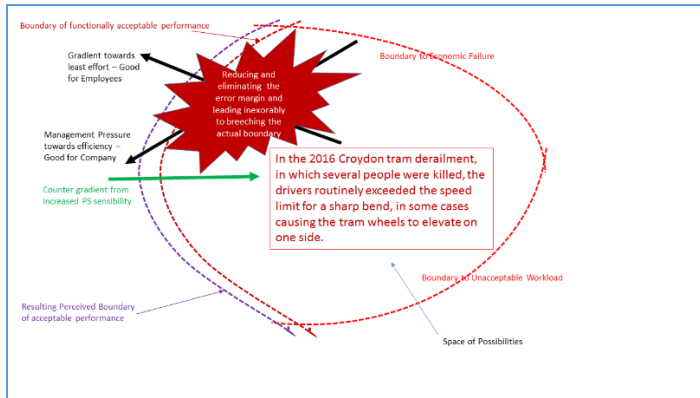 Boundary of functionally acceptable performance
Gradient towards
least effort – Good
for Employees
Reducing and
eliminating the
error margin and
leading inexorably
to breeching the
actual boundary
Boundary to Economic Failure
Management Pressure
towards efficiency –
Good for Company
In the 2016 Croydon tram derailment,
in which several people were killed, the
drivers routinely exceeded the speed
limit for a sharp bend, in some cases
causing the tram wheels to elevate on
one side.
Counter gradient from
Increased PS sensibility
Boundary to Unacceptable Workload
Resulting Perceived Boundary
of acceptable performance
Space of Possibilities